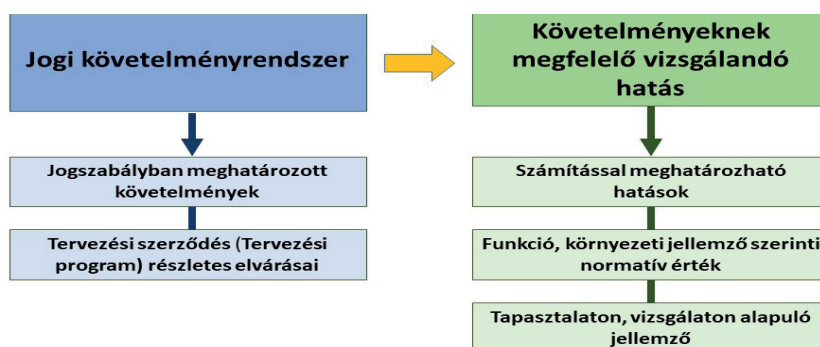 Jogi követelményrendszer
Követelményeknek
megfelelő vizsgálandó
hatás
Jogszabályban meghatározott
követelmények
Tervezési szerződés (Tervezési
program) részletes elvárásai
Számítással meghatározható
hatások
Funkció, környezeti jellemző szerinti
normatív érték
Tapasztalaton, vizsgálaton alapuló
jellemző